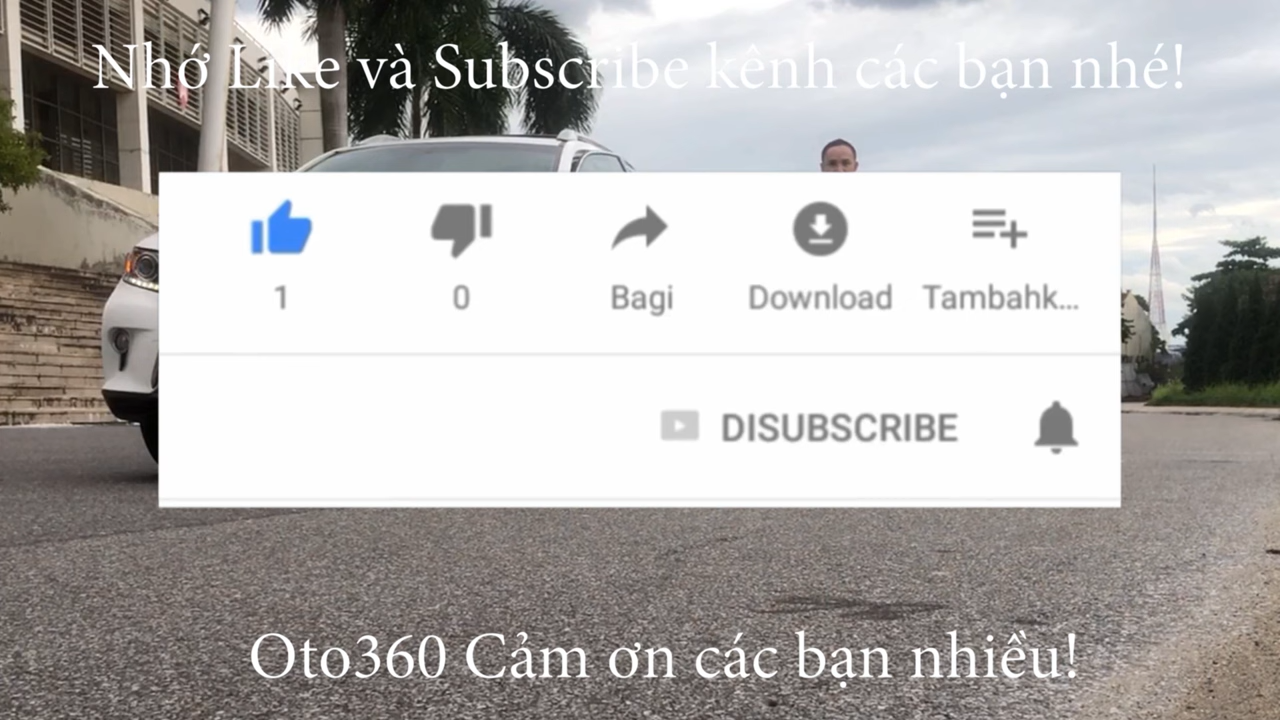 Nhớ Like và Subscribe kênh các bạn nhé!
1 0 Bagi Download Tambahk...
DISUBSCRIBE
Oto360 Cảm ơn các bạn nhiều!